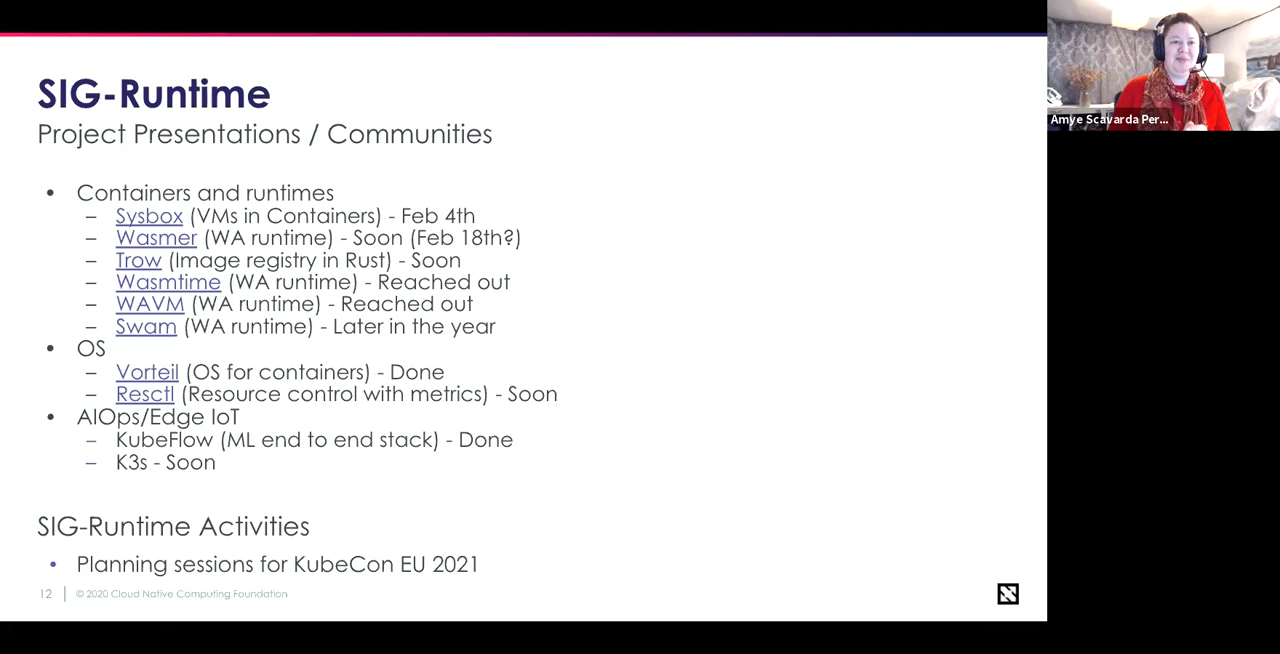 SIG-Runtime
Project Presentations / Communities
• Containers and runtimes
– Sysbox (VMs in Containers) - Feb 4th
– Wasmer (WA runtime) - Soon (Feb 18th?)
– Trow (Image registry in Rust) - Soon
– Wasmtime (WA runtime) - Reached out
– WAVM (WA runtime) - Reached out
– Swam (WA runtime) - Later in the year
• OS
– Vorteil (OS for containers) - Done
– Resctl (Resource control with metrics) - Soon
• AIOps/Edge IoT
– KubeFlow (ML end to end stack) - Done
– K3s - Soon
SIG-Runtime Activities
• Planning sessions for KubeCon EU 2021
12 | © 2020 Cloud Native Computing Foundation
Amye Scavarda Per...